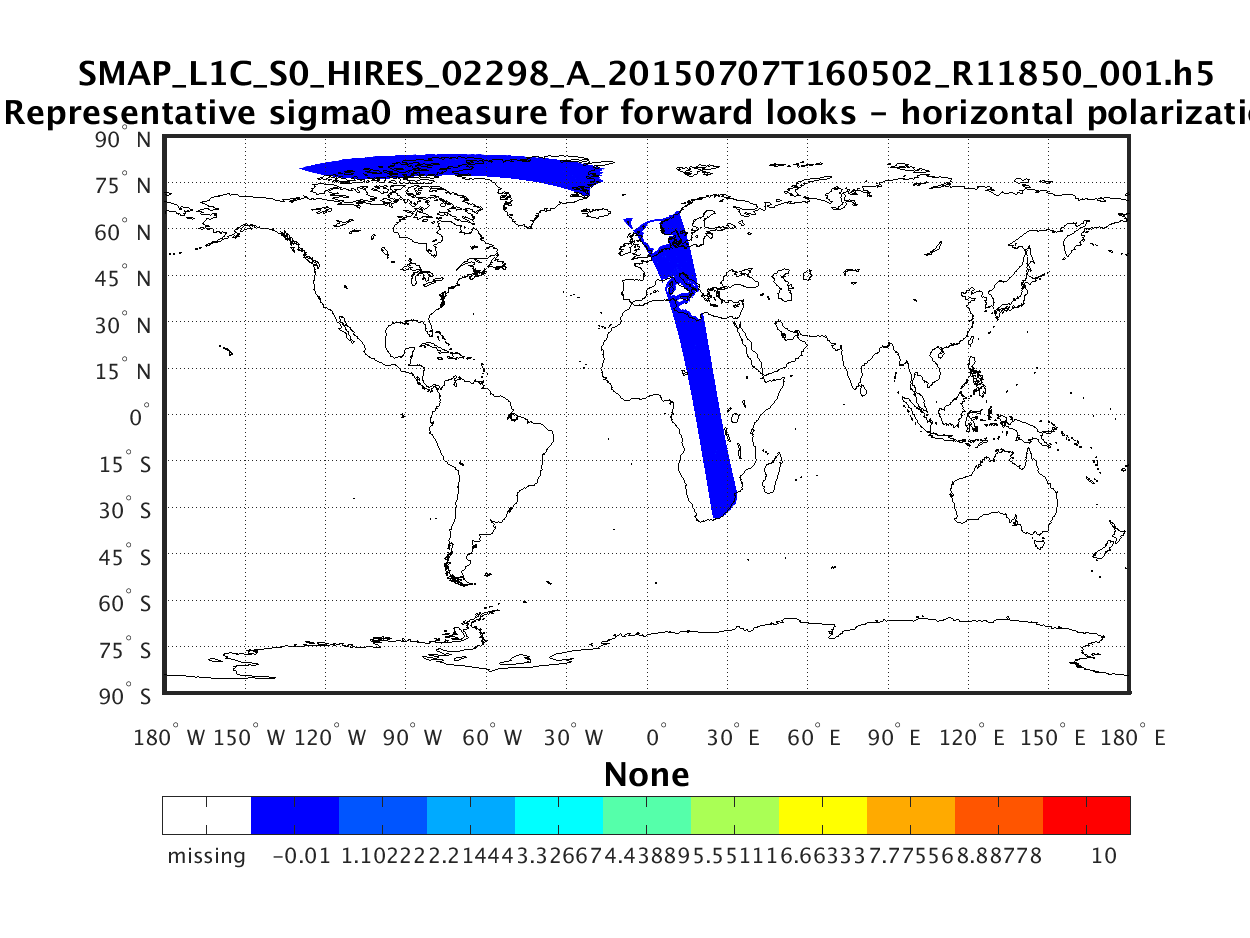 SMAP_L1C_S0_HIRES_02298_A_20150707T160502_R11850_001.h5
Representative sigma0 measure for forward looks – horizontal polarizatio
90° N
75° N
60° N
45° N
30° N
15° N
0°
15° S
30° S
45° S
60° S
75° S
90° S
180° W 150° W 120° W 90° W 60° W 30° W 0° 30° E 60° E 90° E 120° E 150° E 180° E
None
missing −0.01 1.10222 2.21444 3.32667 4.43889 5.55111 6.66333 7.77556 8.88778 10